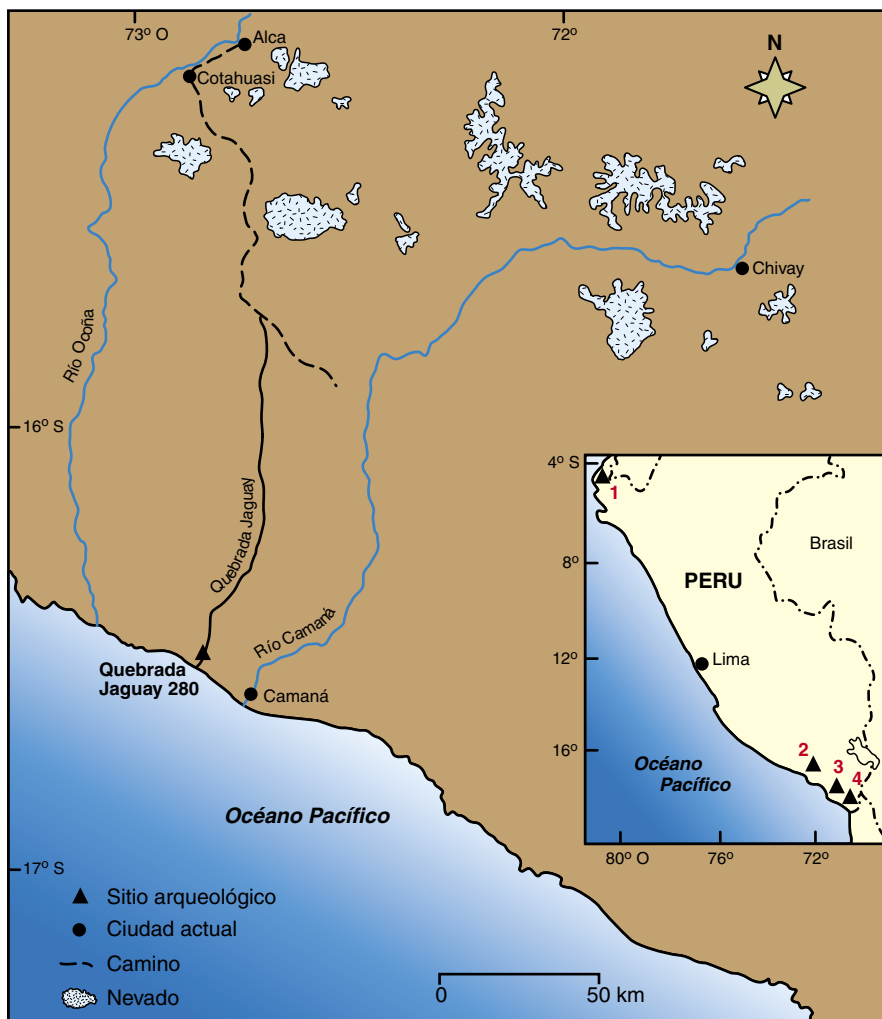 73º O
72º
N
Alca
Cotahuasi
Chivay
Río Ocoña
16º S
Quebrada Jaguay
Río Camaná
Quebrada
Jaguay 280
Camaná
Océano Pacífico
17º S
Sitio arqueológico
Ciudad actual
Camino
Nevado
0 50 km
4º S
1
8º
Brasil
PERU
12º
Lima
2
16º
3
4
Océano
Pacífico
80º O
76º
72º